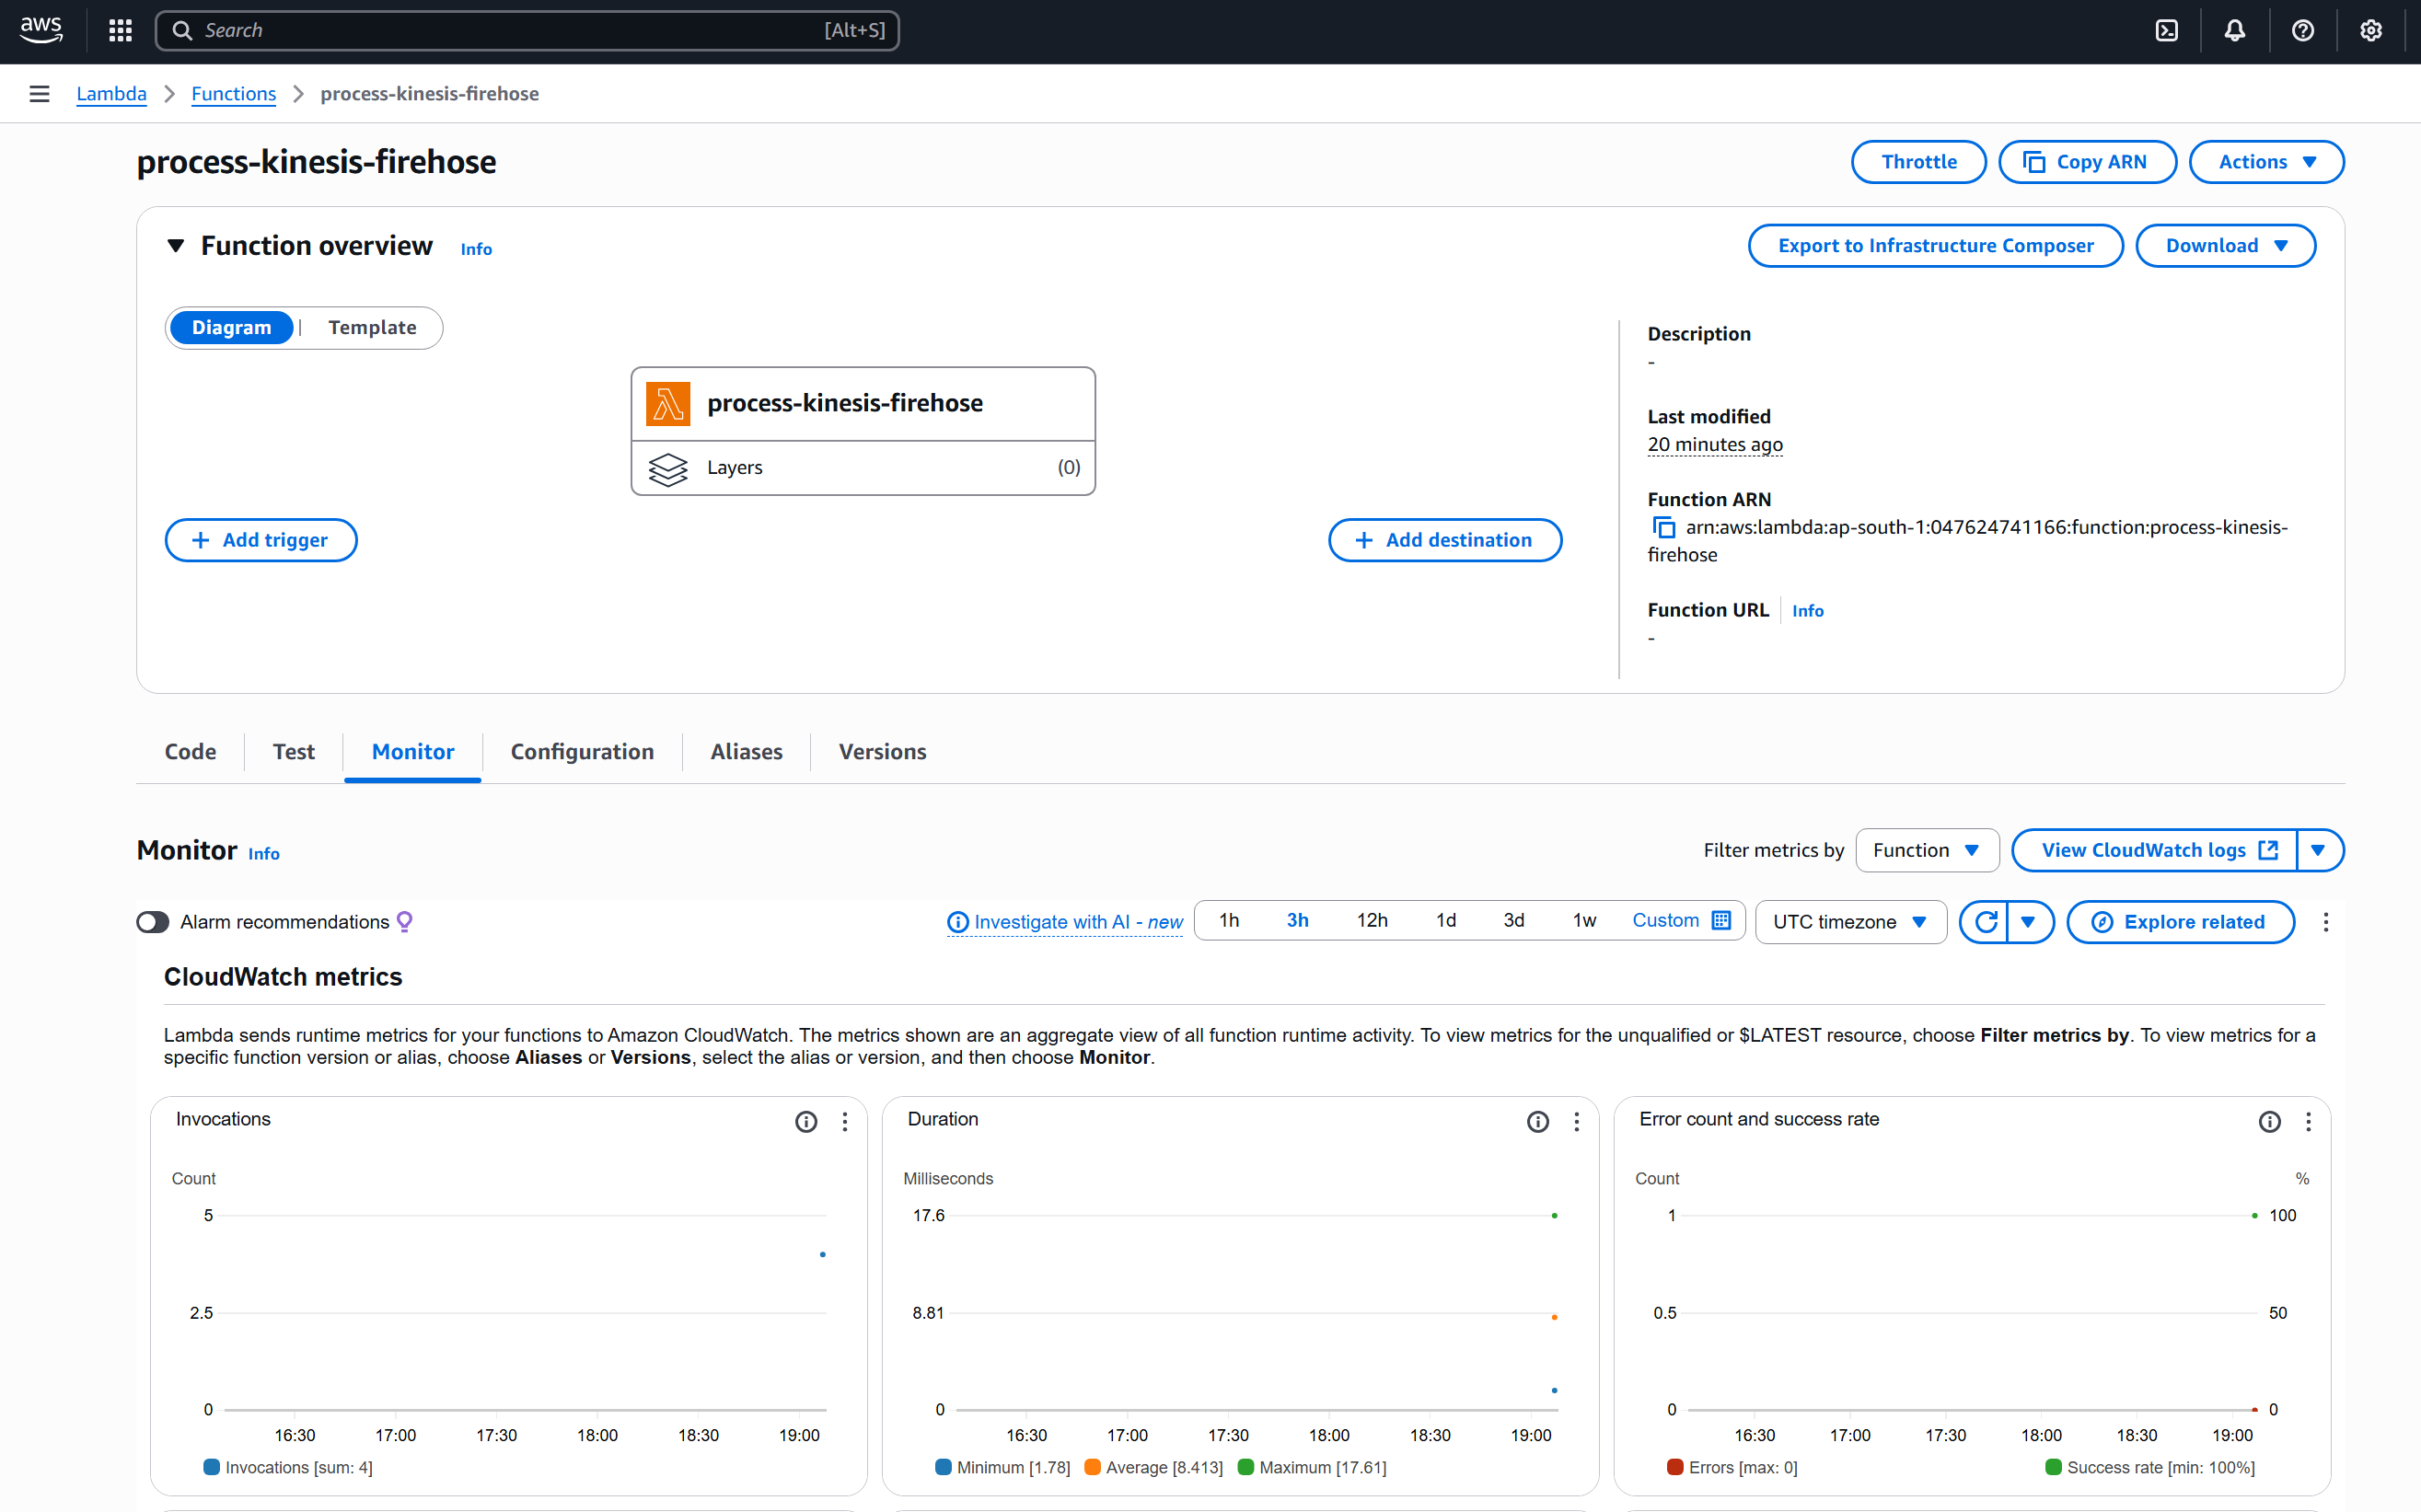 aws
Search [Alt+S]
Lambda Functions process-kinesis-firehose
process-kinesis-firehose
Throttle Copy ARN Actions
Function overview Info
Export to Infrastructure Composer Download
Diagram | Template
process-kinesis-firehose
Layers (0)
Add trigger
Add destination
Description
-
Last modified
20 minutes ago
Function ARN
arn:aws:lambda:ap-south-1:047624741166:function:process-kinesis-
firehose
Function URL Info
-
Code Test Monitor Configuration Aliases Versions
Monitor Info
Filter metrics by Function View CloudWatch logs
Alarm recommendations
Investigate with AI - new 1h 3h 12h 1d 3d 1w Custom UTC timezone Explore related
CloudWatch metrics
Lambda sends runtime metrics for your functions to Amazon CloudWatch. The metrics shown are an aggregate view of all function runtime activity. To view metrics for the unqualified or $LATEST resource, choose Filter metrics by. To view metrics for a
specific function version or alias, choose Aliases or Versions, select the alias or version, and then choose Monitor.
Invocations
Count
5
2.5
0
16:30 17:00 17:30 18:00 18:30 19:00
Invocations [sum: 4]
Duration
Milliseconds
17.6
8.81
0
16:30 17:00 17:30 18:00 18:30 19:00
Minimum [1.78] Average [8.413] Maximum [17.61]
Error count and success rate
Count %
1 100
0.5 50
0 0
16:30 17:00 17:30 18:00 18:30 19:00
Errors [max: 0] Success rate [min: 100%]